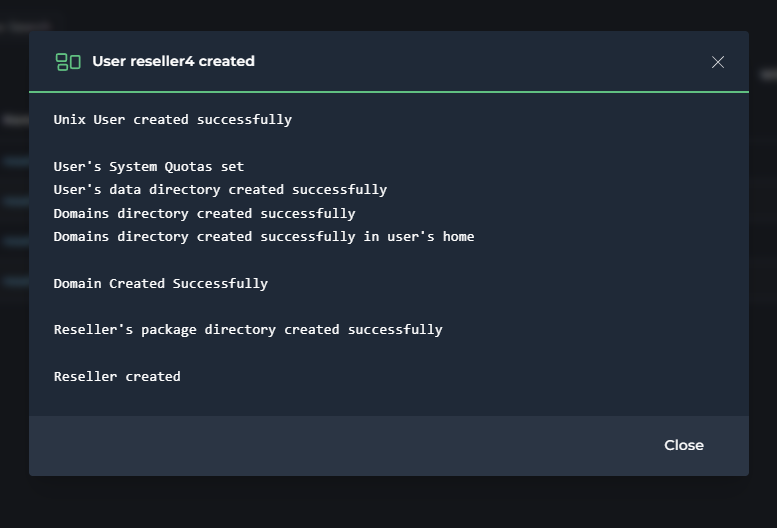 User reseller4 created
Unix User created successfully
User's System Quotas set
User's data directory created successfully
Domains directory created successfully
Domains directory created successfully in user's home
Domain Created Successfully
Reseller's package directory created successfully
Reseller created
Close